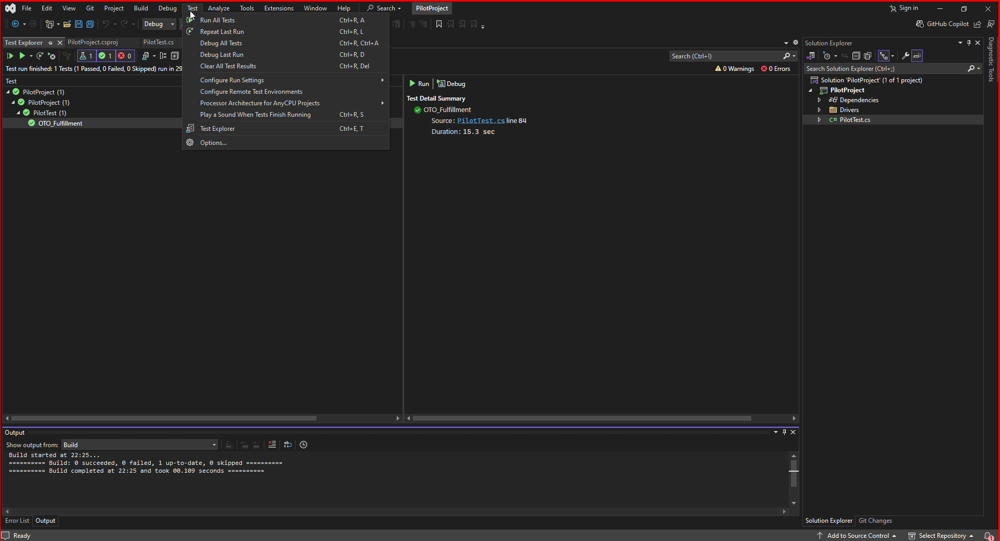 File Edit View Git Project Build Debug Test Analyze Tools Extensions Window Help Search PilotProject Sign in
Debug GitHub Copilot
Run All Tests Ctrl+R, A
Repeat Last Run Ctrl+R, L
Debug All Tests Ctrl+R, Ctrl+A
Debug Last Run Ctrl+R, D
Clear All Test Results Ctrl+R, Del
Configure Run Settings
Configure Remote Test Environments
Processor Architecture for AnyCPU Projects
Play a Sound When Tests Finish Running Ctrl+R, S
Test Explorer Ctrl+E, T
Options...
Test Explorer PilotProject.csproj PilotTest.cs
1 1 0
Search (Ctrl+I)
Test run finished: 1 Tests (1 Passed, 0 Failed, 0 Skipped) run in 29
0 Warnings 0 Errors
Test
PilotProject (1)
PilotProject (1)
PilotTest (1)
OTO_Fulfillment
Run Debug
Test Detail Summary
OTO_Fulfillment
Source: PilotTest.cs line 84
Duration: 15.3 sec
Solution Explorer
Search Solution Explorer (Ctrl+;)
Solution 'PilotProject' (1 of 1 project)
PilotProject
Dependencies
Drivers
C# PilotTest.cs
Diagnostic Tools
Output
Show output from: Build
Build started at 22:25...
========== Build: 0 succeeded, 0 failed, 1 up-to-date, 0 skipped ==========
========== Build completed at 22:25 and took 00.109 seconds ==========
Error List Output
Solution Explorer Git Changes
Ready
Add to Source Control Select Repository 1